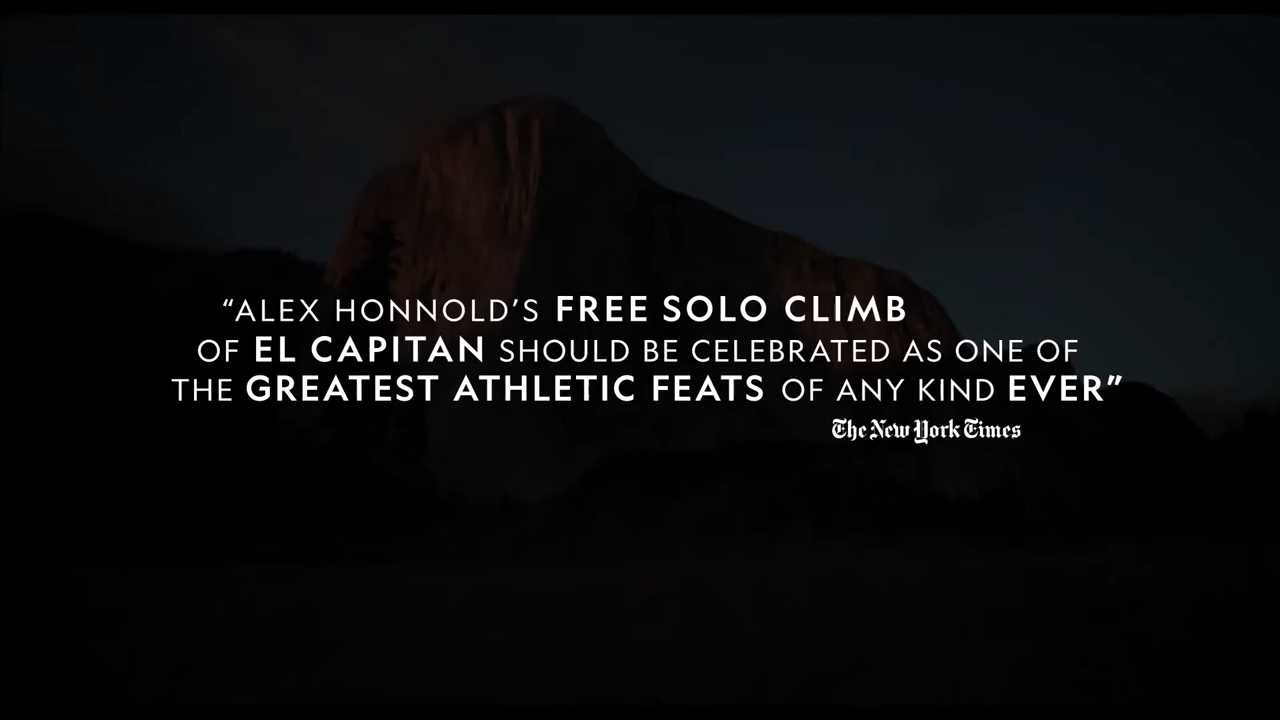 “ALEX HONNOLD’S FREE SOLO CLIMB
OF EL CAPITAN SHOULD BE CELEBRATED AS ONE OF
THE GREATEST ATHLETIC FEATS OF ANY KIND EVER”
The New York Times